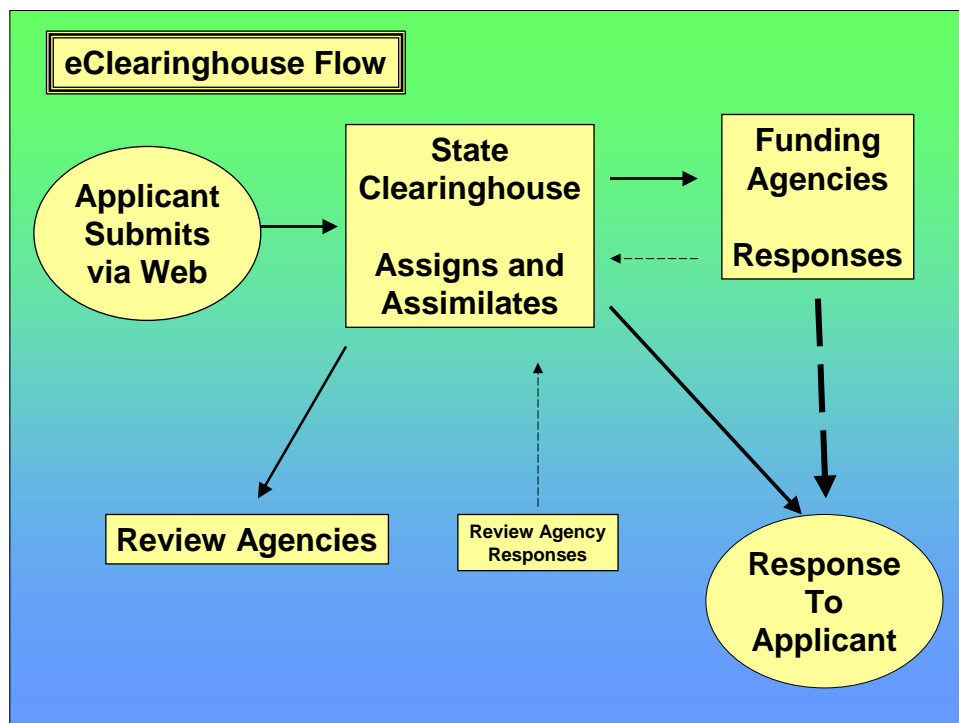 eClearinghouse Flow
Applicant
Submits
via Web
State
Clearinghouse
Assigns and
Assimilates
Funding
Agencies
Responses
Review Agencies
Review Agency
Responses
Response
To
Applicant